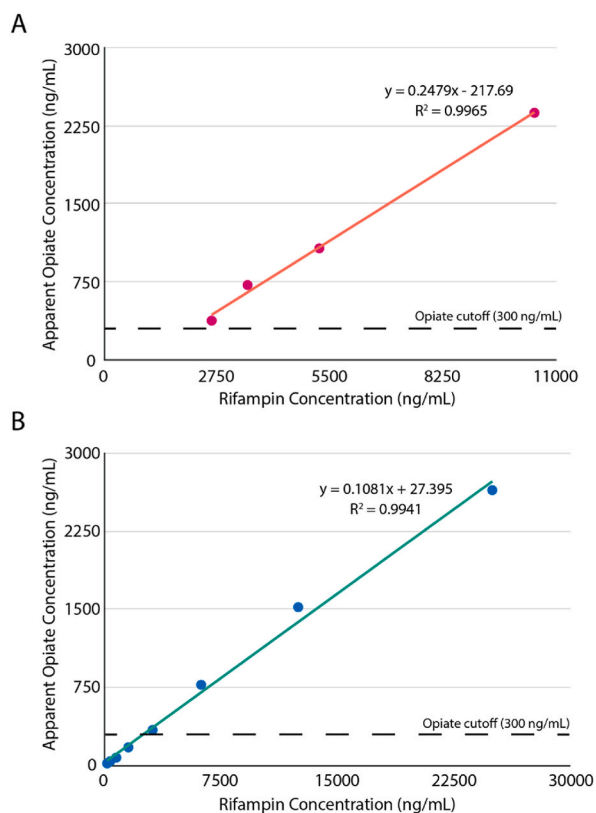 A
3000
y = 0.2479x - 217.69
R² = 0.9965
2250
1500
750
Opiate cutoff (300 ng/mL)
0
0 2750 5500 8250 11000
Apparent Opiate Concentration (ng/mL)
Rifampin Concentration (ng/mL)
B
3000
y = 0.1081x + 27.395
R² = 0.9941
2250
1500
750
Opiate cutoff (300 ng/mL)
0
0 7500 15000 22500 30000
Apparent Opiate Concentration (ng/mL)
Rifampin Concentration (ng/mL)